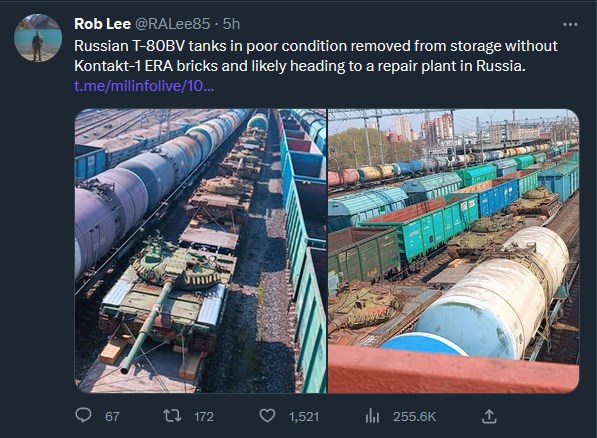 Rob Lee @RALee85 · 5h
Russian T-80BV tanks in poor condition removed from storage without
Kontakt-1 ERA bricks and likely heading to a repair plant in Russia.
t.me/milinfolive/10...
67 172 1,521 255.6K